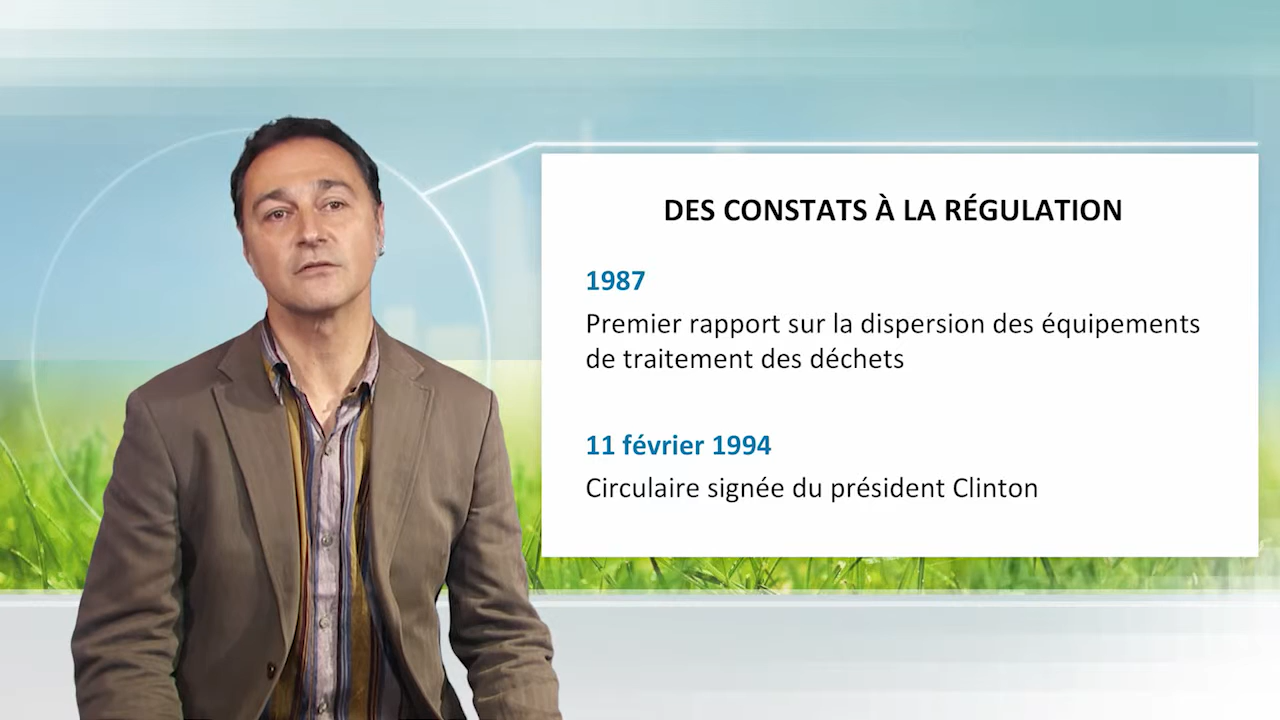 DES CONSTATS À LA RÉGULATION
1987
Premier rapport sur la dispersion des équipements
de traitement des déchets
11 février 1994
Circulaire signée du président Clinton